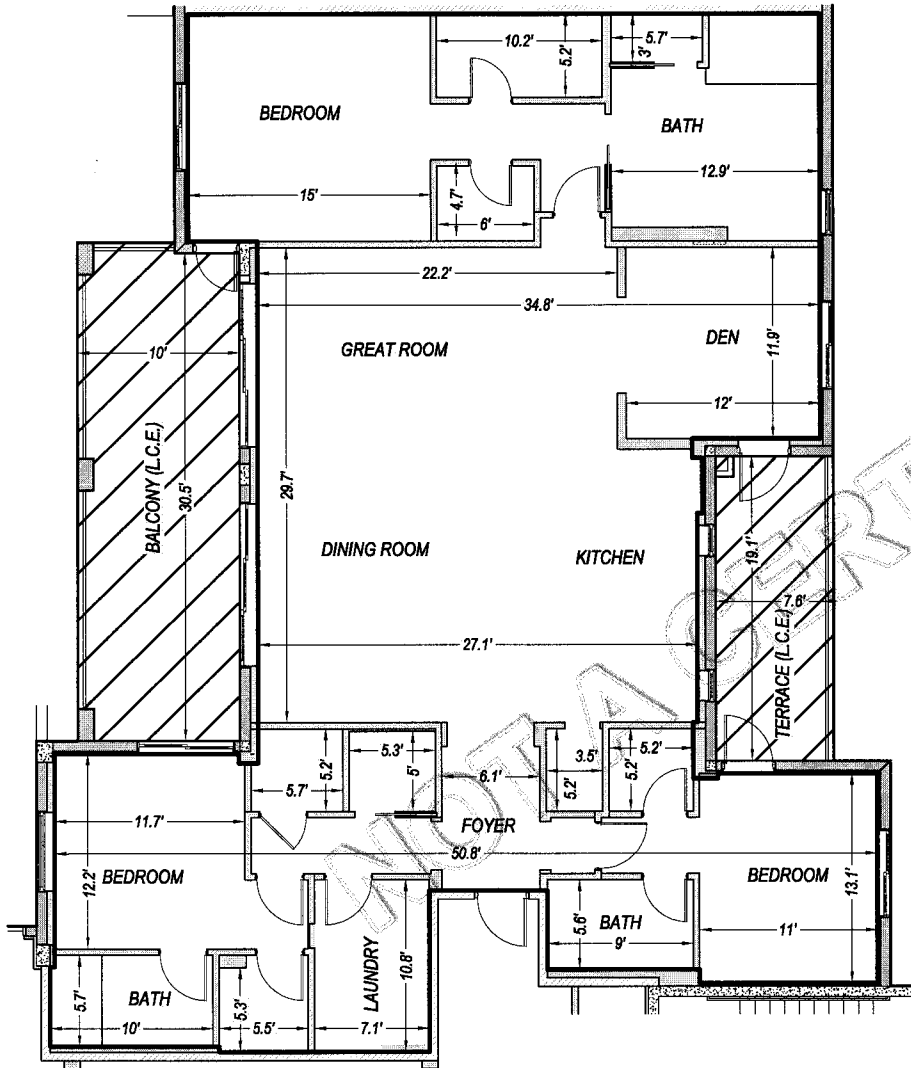 10.2'
5.2'
5.7'
3'
BEDROOM
BATH
15'
4.7'
6'
12.9'
22.2'
34.8'
GREAT ROOM
DEN
11.9'
12'
10'
BALCONY (L.C.E.)
30.5'
29.7'
DINING ROOM
KITCHEN
19.1'
7.6'
TERRACE (L.C.E.)
27.1'
5.7'
5.2'
5.3'
5'
6.1'
3.5'
5.2'
5.2'
5.2'
FOYER
11.7'
50.8'
BEDROOM
12.2'
BEDROOM
13.1'
11'
BATH
5.6'
9'
LAUNDRY
10.8'
7.1'
BATH
5.7'
10'
5.3'
5.5'
NOT A CERT